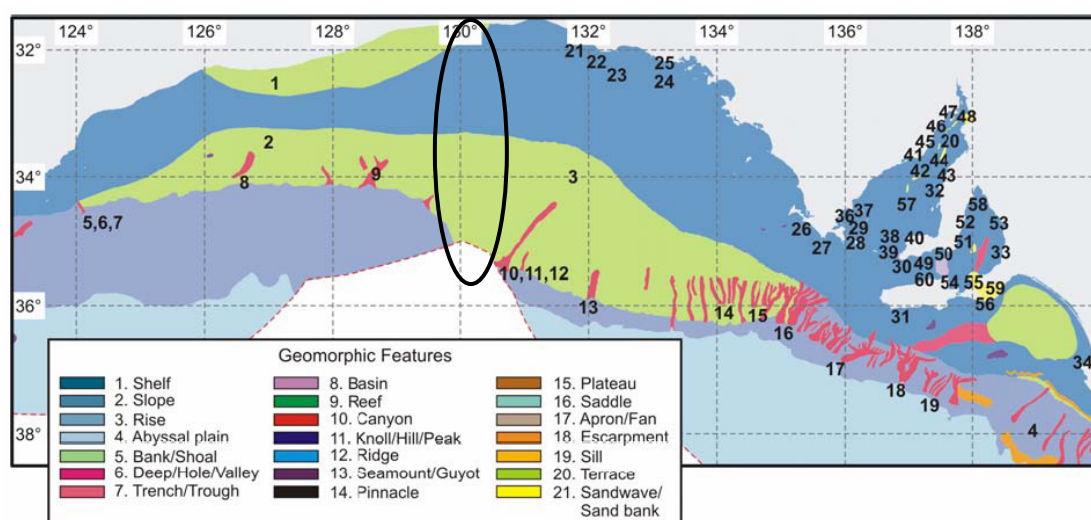 124° 126° 128° 130° 132° 134° 136° 138°
32°
34°
36°
38°
21
22
23
25
24
1
2
3
8
9
5,6,7
10,11,12
13
14
15
16
17
18
19
4
26
27
36 37
29
28
38
39
40
30
31
47
48
46
45
20
41
44
42
43
32
57
58
52
53
51
50
33
49
60
54
55
59
56
34
Geomorphic Features
1. Shelf
2. Slope
3. Rise
4. Abyssal plain
5. Bank/Shoal
6. Deep/Hole/Valley
7. Trench/Trough
8. Basin
9. Reef
10. Canyon
11. Knoll/Hill/Peak
12. Ridge
13. Seamount/Guyot
14. Pinnacle
15. Plateau
16. Saddle
17. Apron/Fan
18. Escarpment
19. Sill
20. Terrace
21. Sandwave/
Sand bank